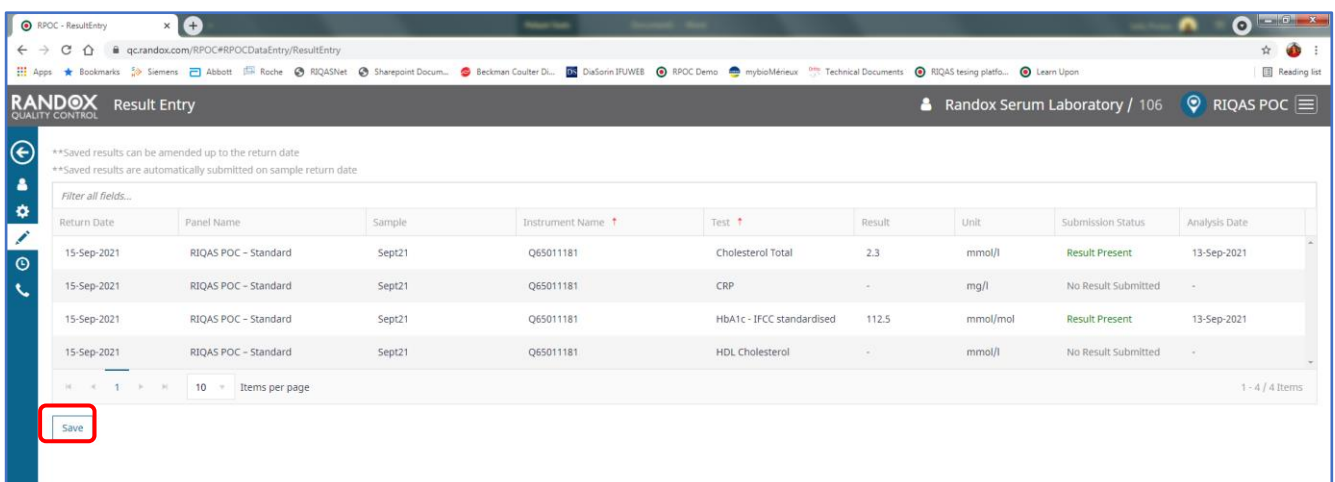 RPOC - ResultEntry
qc.randox.com/RPOC#RPOCDataEntry/ResultEntry
Apps Bookmarks Siemens Abbott Roche RIQASNet Sharepoint Docum... Beckman Coulter Di... DiaSorin IFUWEB RPOC Demo mybioMérieux Technical Documents RIQAS tesing platfo... Learn Upon Reading list
RANDOX QUALITY CONTROL Result Entry Randox Serum Laboratory / 106 RIQAS POC
**Saved results can be amended up to the return date
**Saved results are automatically submitted on sample return date
Filter all fields...
Return Date Panel Name Sample Instrument Name ↑ Test ↑ Result Unit Submission Status Analysis Date
15-Sep-2021 RIQAS POC – Standard Sept21 Q65011181 Cholesterol Total 2.3 mmol/l Result Present 13-Sep-2021
15-Sep-2021 RIQAS POC – Standard Sept21 Q65011181 CRP - mg/l No Result Submitted -
15-Sep-2021 RIQAS POC – Standard Sept21 Q65011181 HbA1c - IFCC standardised 112.5 mmol/mol Result Present 13-Sep-2021
15-Sep-2021 RIQAS POC – Standard Sept21 Q65011181 HDL Cholesterol - mmol/l No Result Submitted -
1 10 Items per page 1 - 4 / 4 Items
Save